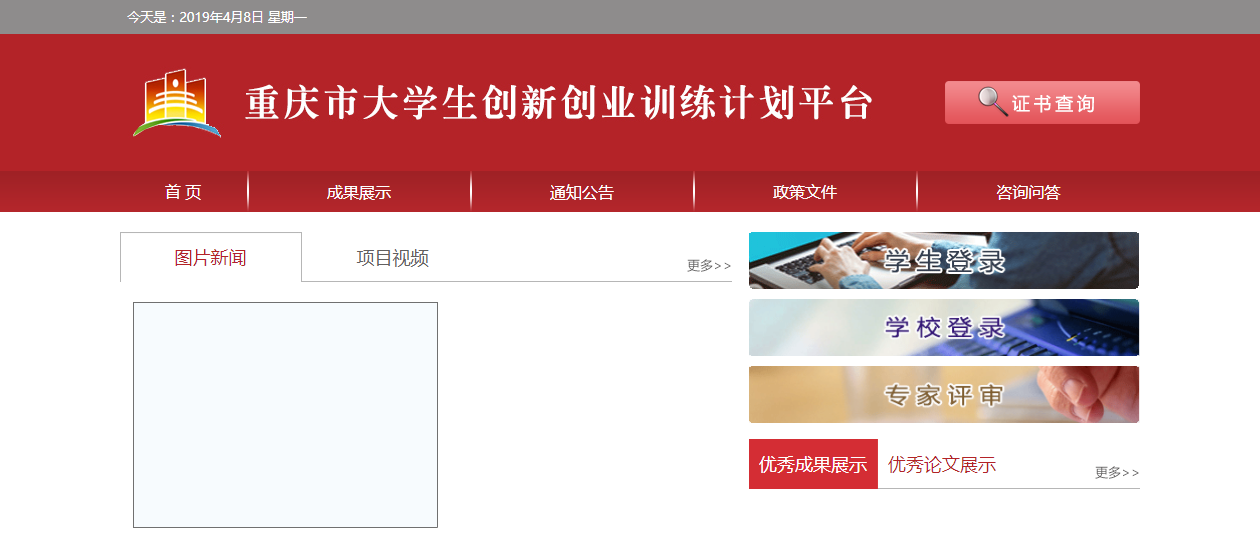 今天是：2019年4月8日 星期一
重庆市大学生创新创业训练计划平台
证书查询
首 页
成果展示
通知公告
政策文件
咨询问答
图片新闻
项目视频
更多>>
学生登录
学校登录
专家评审
优秀成果展示
优秀论文展示
更多>>